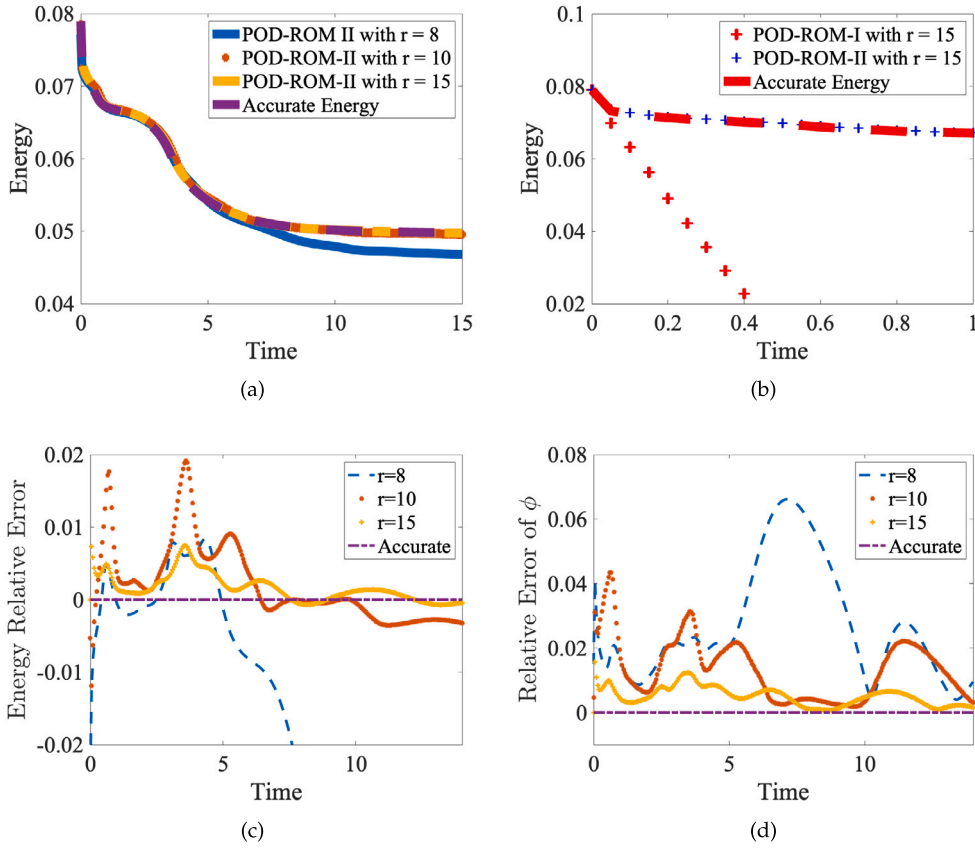 0.08
0.07
0.06
0.05
0.04
Energy
0
5
10
15
Time
POD-ROM II with r = 8
POD-ROM-II with r = 10
POD-ROM-II with r = 15
Accurate Energy
(a)
0.1
0.08
0.06
0.04
0.02
Energy
0
0.2
0.4
0.6
0.8
1
Time
POD-ROM-I with r = 15
POD-ROM-II with r = 15
Accurate Energy
(b)
0.02
0.01
0
-0.01
-0.02
Energy Relative Error
0
5
10
Time
r=8
r=10
r=15
Accurate
(c)
0.08
0.06
0.04
0.02
0
Relative Error of ϕ
0
5
10
Time
r=8
r=10
r=15
Accurate
(d)